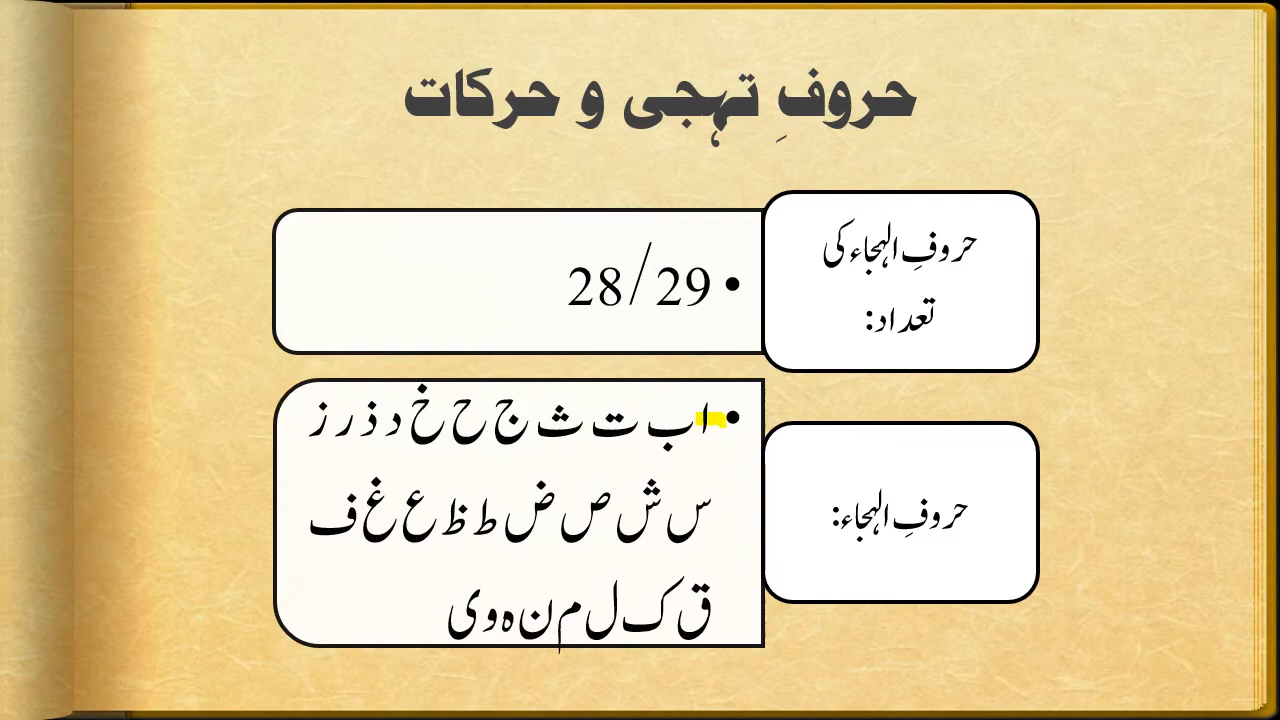 حروفِ تہجی و حرکات
حروفِ الہجاء کی
تعداد:
• 28/29
حروفِ الہجاء:
• ا ب ت ث ج ح خ د ذ ر ز
س ش ص ض ط ظ ع غ ف
ق ک ل م ن ہ و ی